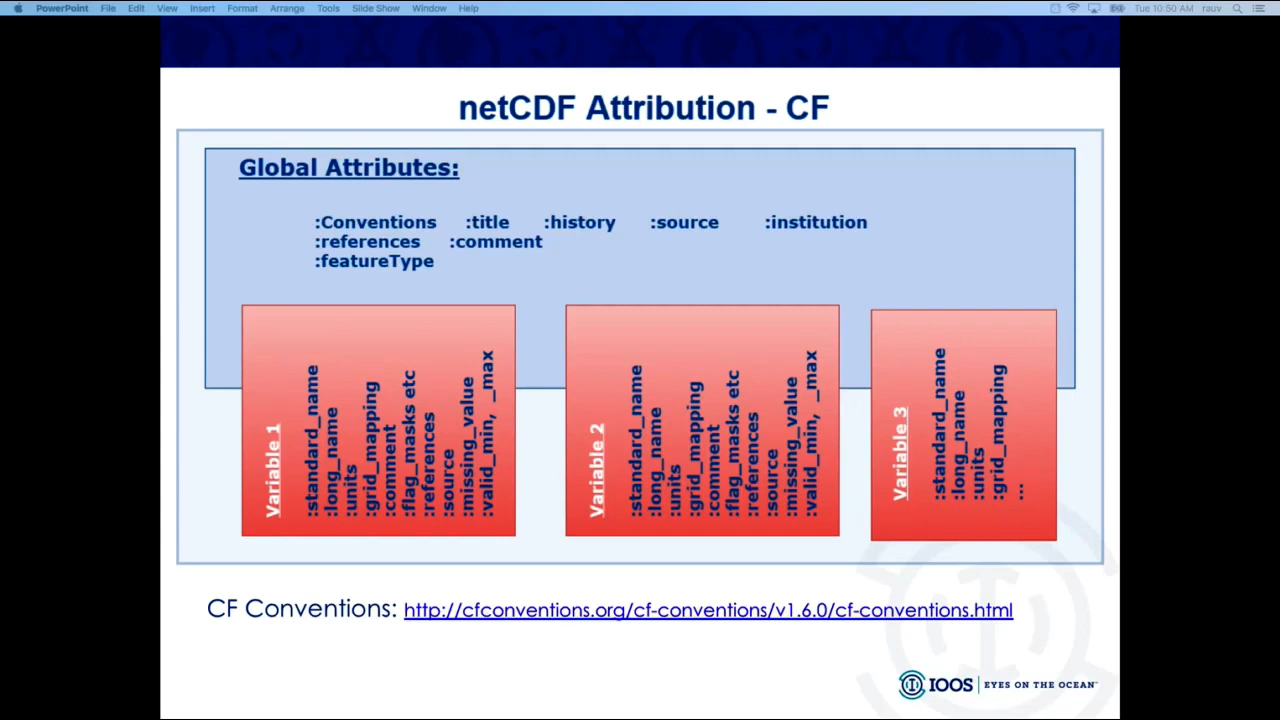 PowerPoint File Edit View Insert Format Arrange Tools Slide Show Window Help Tue 10:50 AM rauv
netCDF Attribution - CF
Global Attributes:
:Conventions :title :history :source :institution
:references :comment
:featureType
Variable 1
:standard_name
:long_name
:units
:grid_mapping
:comment
:flag_masks etc
:references
:source
:missing_value
:valid_min, _max
Variable 2
:standard_name
:long_name
:units
:grid_mapping
:comment
:flag_masks etc
:references
:source
:missing_value
:valid_min, _max
Variable 3
:standard_name
:long_name
:units
:grid_mapping
...
CF Conventions: http://cfconventions.org/cf-conventions/v1.6.0/cf-conventions.html
IOOS EYES ON THE OCEAN™